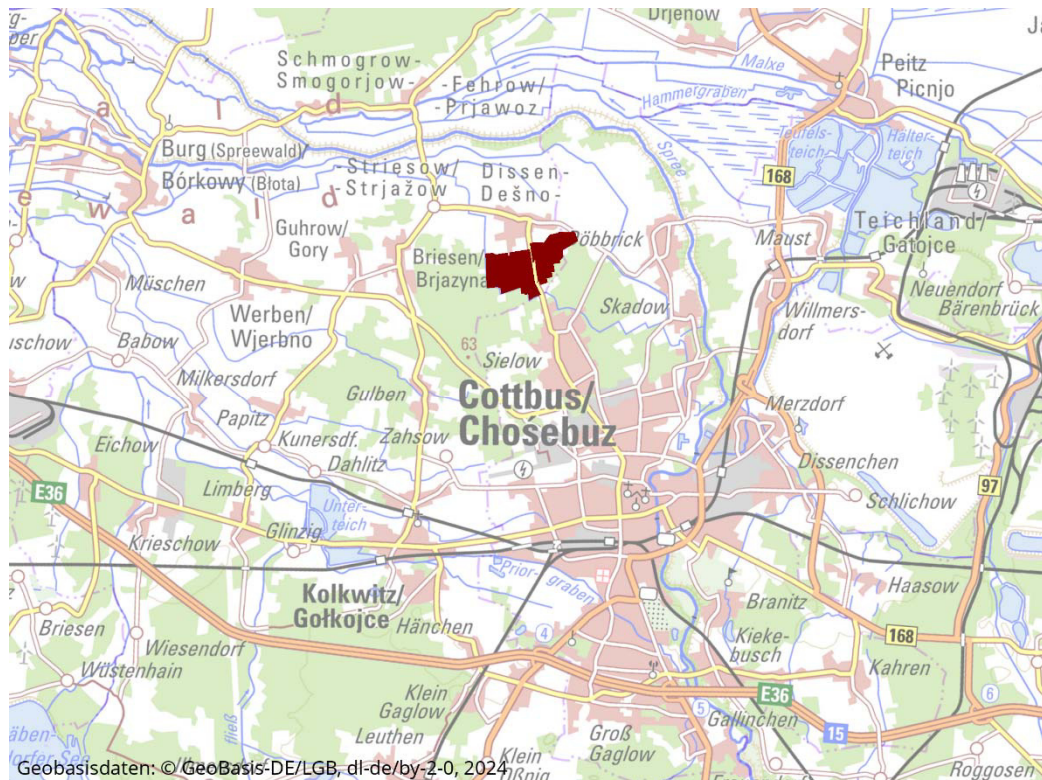 Drjenow
Schmogrow-
Smogorjow-
-Fehrow/
-Prjawoz
Malxe
Hammergraben
Peitz
Picnjo
Teufels-
teich
Hälter-
teich
168
Spree
a l d
Burg (Spreewald)/
Bórkowy (Błota)
e w a l d
-Striesow/
-Strjažow
Dissen-
Dešno-
Guhrow/
Gory
Briesen/
Brjazyna
Döbbrick
Maust
Teichland/
Gatojce
Müschen
Skadow
Willmers-
dorf
Neuendorf
Bärenbrück
Werben/
Wjerbno
Babow
63
Sielow
Milkersdorf
Gulben
Cottbus/
Chośebuz
Merzdorf
Papitz
Eichow
Kunersdf.
Zahsow
Dahlitz
Dissenchen
E36
Limberg
Unter-
teich
Schlichow
97
Krieschow
Glinzig
Prior-
graben
Kolkwitz/
Gołkojce
Hänchen
Haasow
Branitz
Briesen
Wiesendorf
4
168
Kieke-
busch
Wüstenhain
Kahren
Klein
Gaglow
E36
6
5
Gallinchen
15
Leuthen
Groß
Gaglow
fließ
Klein
Roggosen
Geobasisdaten: © GeoBasis-DE/LGB, dl-de/by-2-0, 2024